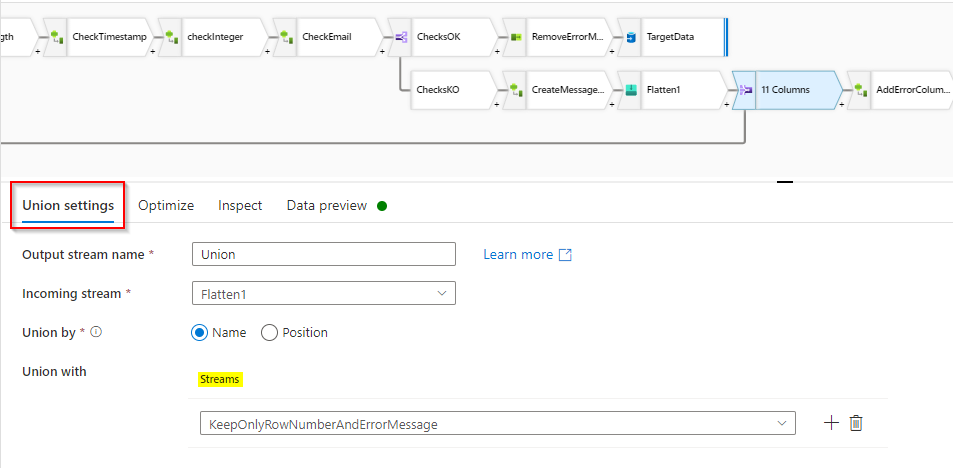 gth CheckTimestamp checkInteger CheckEmail ChecksOK RemoveErrorM... TargetData
+ + + + + +
ChecksKO CreateMessage... Flatten1 11 Columns AddErrorColum...
+ + + +
Union settings Optimize Inspect Data preview
Output stream name * Union Learn more
Incoming stream * Flatten1
Union by * Name Position
Union with Streams
KeepOnlyRowNumberAndErrorMessage